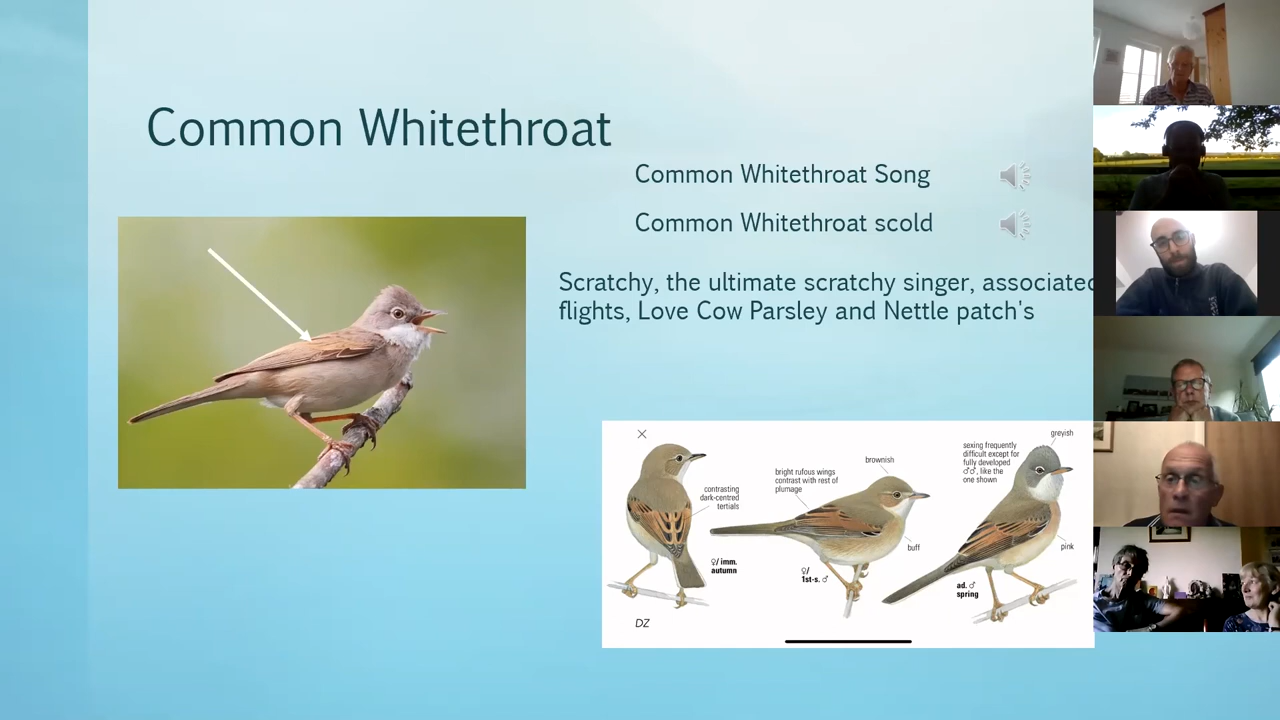 Common Whitethroat
Common Whitethroat Song
Common Whitethroat scold
Scratchy, the ultimate scratchy singer, associated
flights, Love Cow Parsley and Nettle patch's
contrasting
dark-centred
tertials
♀/ imm.
autumn
bright rufous wings
contrast with rest of
plumage
brownish
buff
♀/
1st-s. ♂
sexing frequently
difficult except for
fully developed
♂♂, like the
one shown
greyish
pink
ad. ♂
spring
DZ